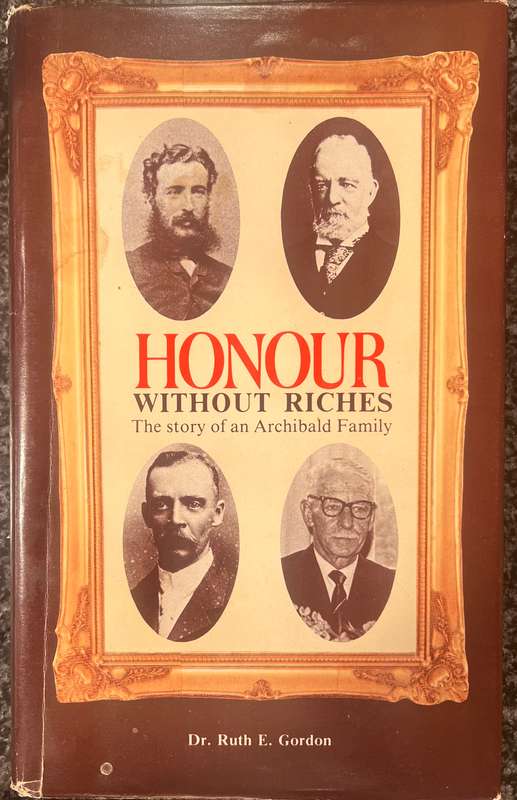 HONOUR
WITHOUT RICHES
The story of an Archibald Family
Dr. Ruth E. Gordon